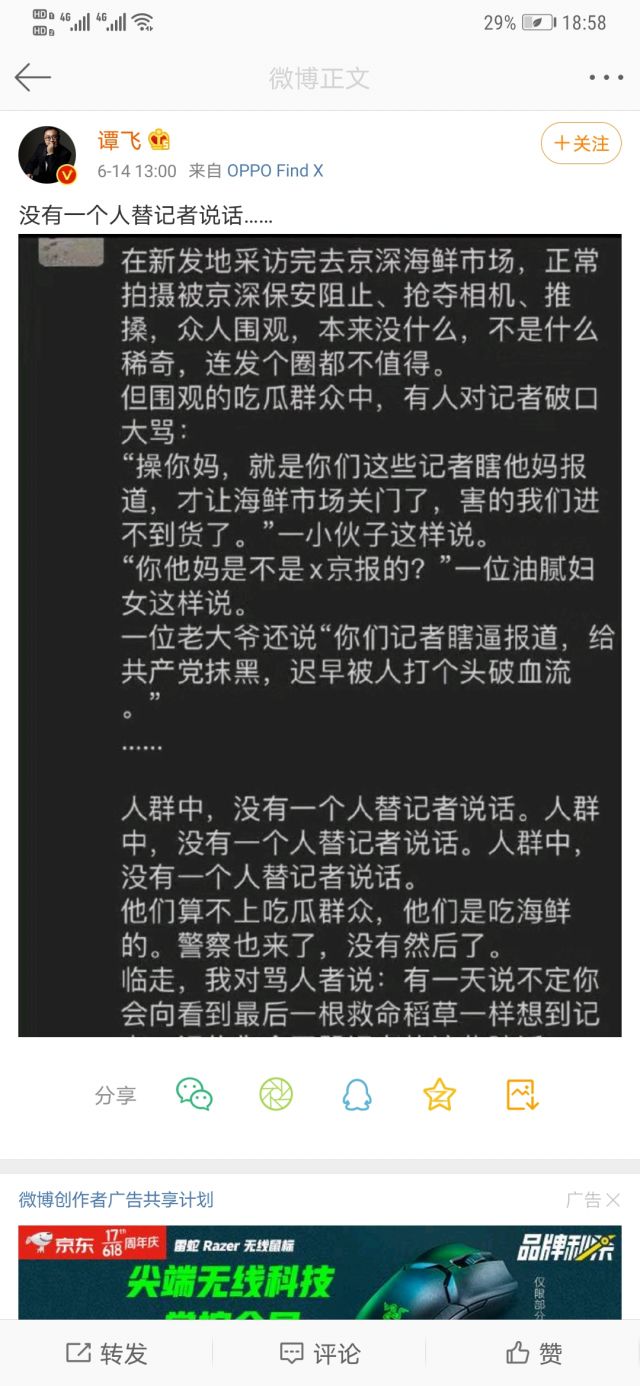 HD 4G 4G 29% 18:58
HD
微博正文
谭飞
＋关注
6-14 13:00 来自 OPPO Find X
没有一个人替记者说话......
在新发地采访完去京深海鲜市场，正常
拍摄被京深保安阻止、抢夺相机、推
搡，众人围观，本来没什么，不是什么
稀奇，连发个圈都不值得。
但围观的吃瓜群众中，有人对记者破口
大骂：
“操你妈，就是你们这些记者瞎他妈报
道，才让海鲜市场关门了，害的我们进
不到货了。”一小伙子这样说。
“你他妈是不是x京报的？”一位油腻妇
女这样说。
一位老大爷还说“你们记者瞎逼报道，给
共产党抹黑，迟早被人打个头破血流
。”
......
人群中，没有一个人替记者说话。人群
中，没有一个人替记者说话。人群中，
没有一个人替记者说话。
他们算不上吃瓜群众，他们是吃海鲜
的。警察也来了，没有然后了。
临走，我对骂人者说：有一天说不定你
会向看到最后一根救命稻草一样想到记
分享
微博创作者广告共享计划
广告
京东 17th 618 周年庆 雷蛇 Razer 无线鼠标 品牌秒杀
尖端无线科技
仅限部分
转发 评论 赞